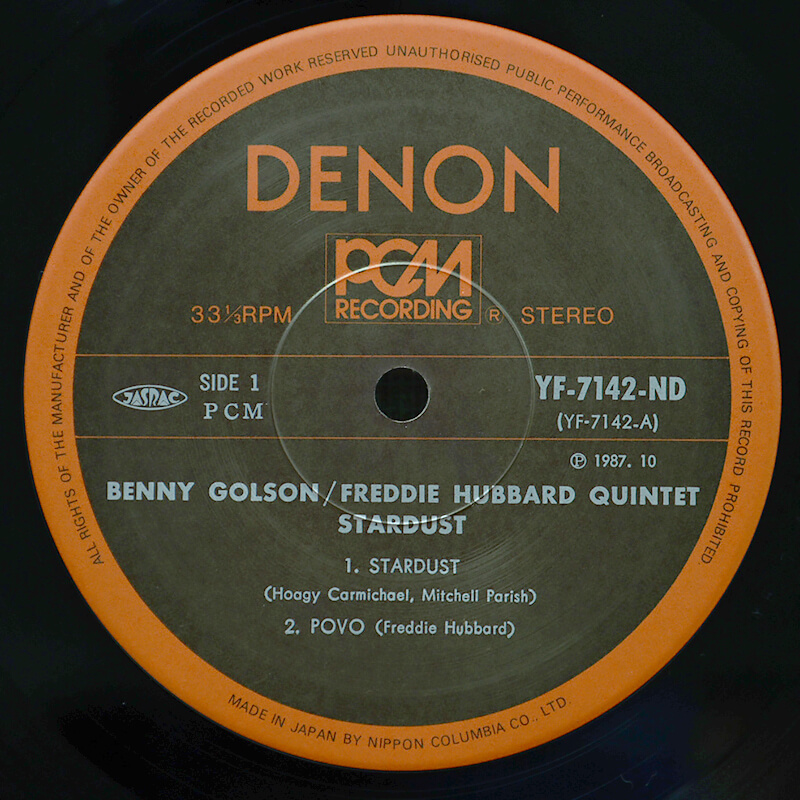 ALL RIGHTS OF THE MANUFACTURER AND OF THE OWNER OF THE RECORDED WORK RESERVED UNAUTHORISED PUBLIC PERFORMANCE BROADCASTING AND COPYING OF THIS RECORD PROHIBITED.
DENON
PCM
RECORDING
33⅓RPM ® STEREO
JASRAC
SIDE 1
PCM
YF-7142-ND
(YF-7142-A)
℗ 1987. 10
BENNY GOLSON/FREDDIE HUBBARD QUINTET
STARDUST
1. STARDUST
(Hoagy Carmichael, Mitchell Parish)
2. POVO (Freddie Hubbard)
MADE IN JAPAN BY NIPPON COLUMBIA CO., LTD.